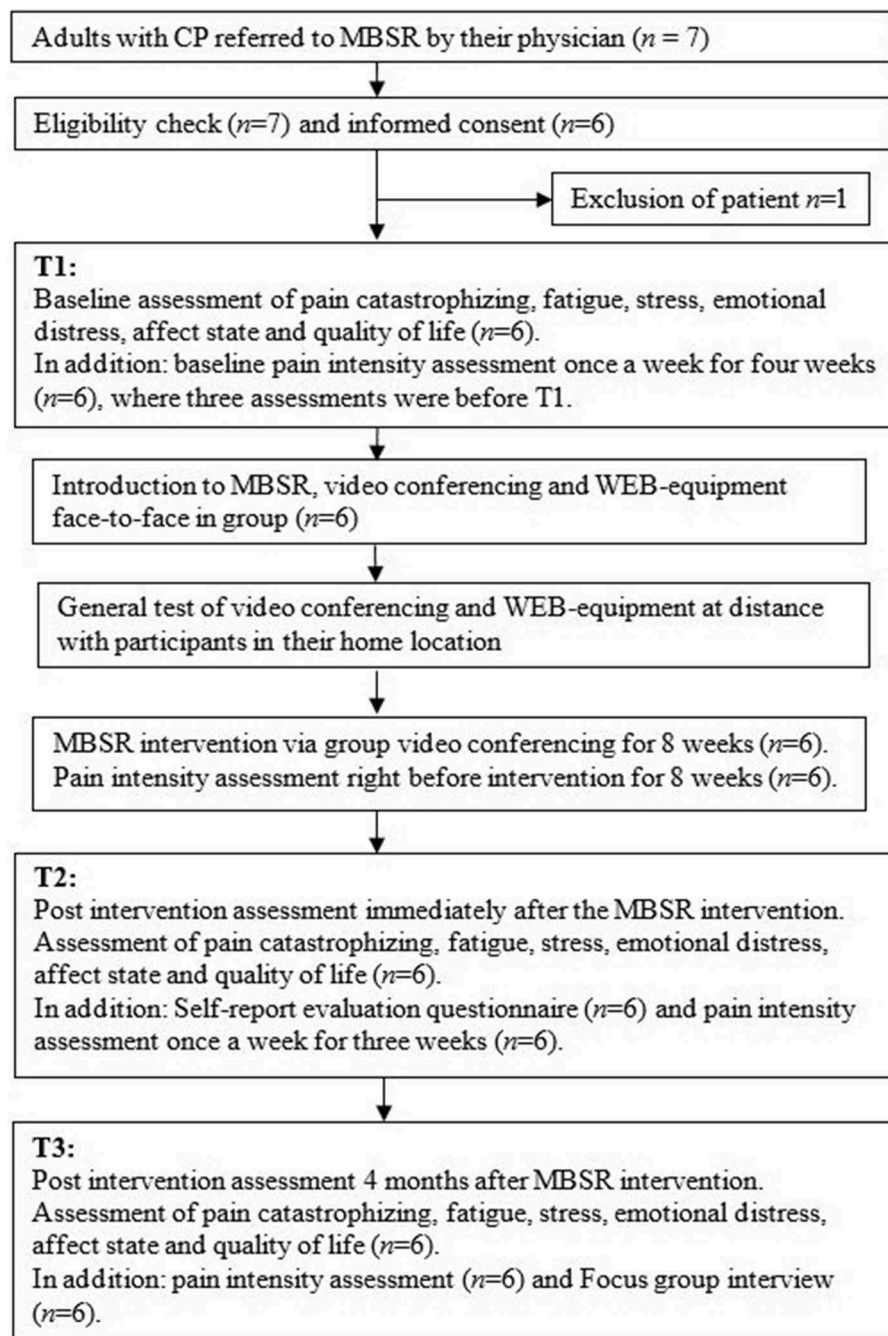 Adults with CP referred to MBSR by their physician (n = 7)
Eligibility check (n=7) and informed consent (n=6)
Exclusion of patient n=1
T1:
Baseline assessment of pain catastrophizing, fatigue, stress, emotional
distress, affect state and quality of life (n=6).
In addition: baseline pain intensity assessment once a week for four weeks
(n=6), where three assessments were before T1.
Introduction to MBSR, video conferencing and WEB-equipment
face-to-face in group (n=6)
General test of video conferencing and WEB-equipment at distance
with participants in their home location
MBSR intervention via group video conferencing for 8 weeks (n=6).
Pain intensity assessment right before intervention for 8 weeks (n=6).
T2:
Post intervention assessment immediately after the MBSR intervention.
Assessment of pain catastrophizing, fatigue, stress, emotional distress,
affect state and quality of life (n=6).
In addition: Self-report evaluation questionnaire (n=6) and pain intensity
assessment once a week for three weeks (n=6).
T3:
Post intervention assessment 4 months after MBSR intervention.
Assessment of pain catastrophizing, fatigue, stress, emotional distress,
affect state and quality of life (n=6).
In addition: pain intensity assessment (n=6) and Focus group interview
(n=6).